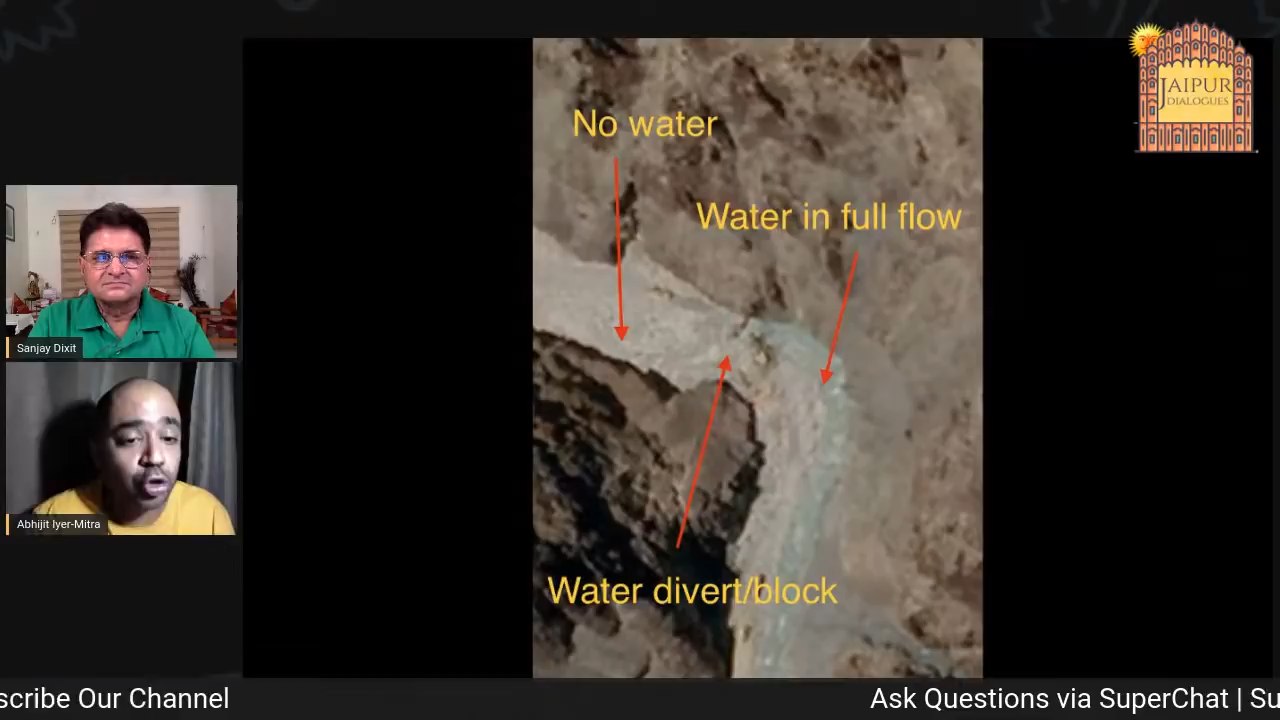 JAIPUR
DIALOGUES
No water
Water in full flow
Water divert/block
Sanjay Dixit
Abhijit Iyer-Mitra
scribe Our Channel
Ask Questions via SuperChat | Su